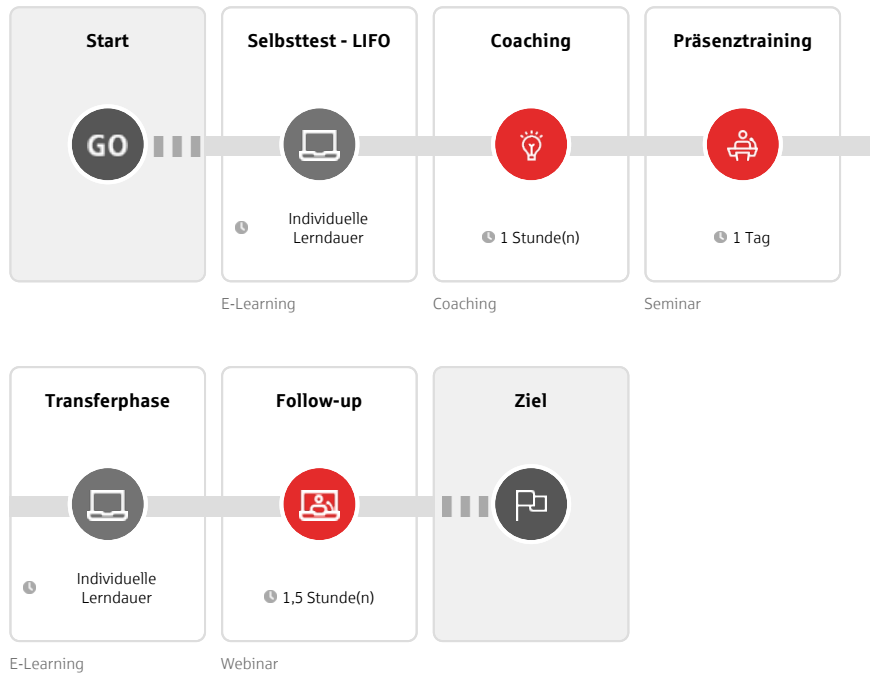 Start
Selbsttest - LIFO
Coaching
Präsenztraining
GO
Individuelle
Lerndauer
1 Stunde(n)
1 Tag
E-Learning
Coaching
Seminar
Transferphase
Follow-up
Ziel
Individuelle
Lerndauer
1,5 Stunde(n)
E-Learning
Webinar